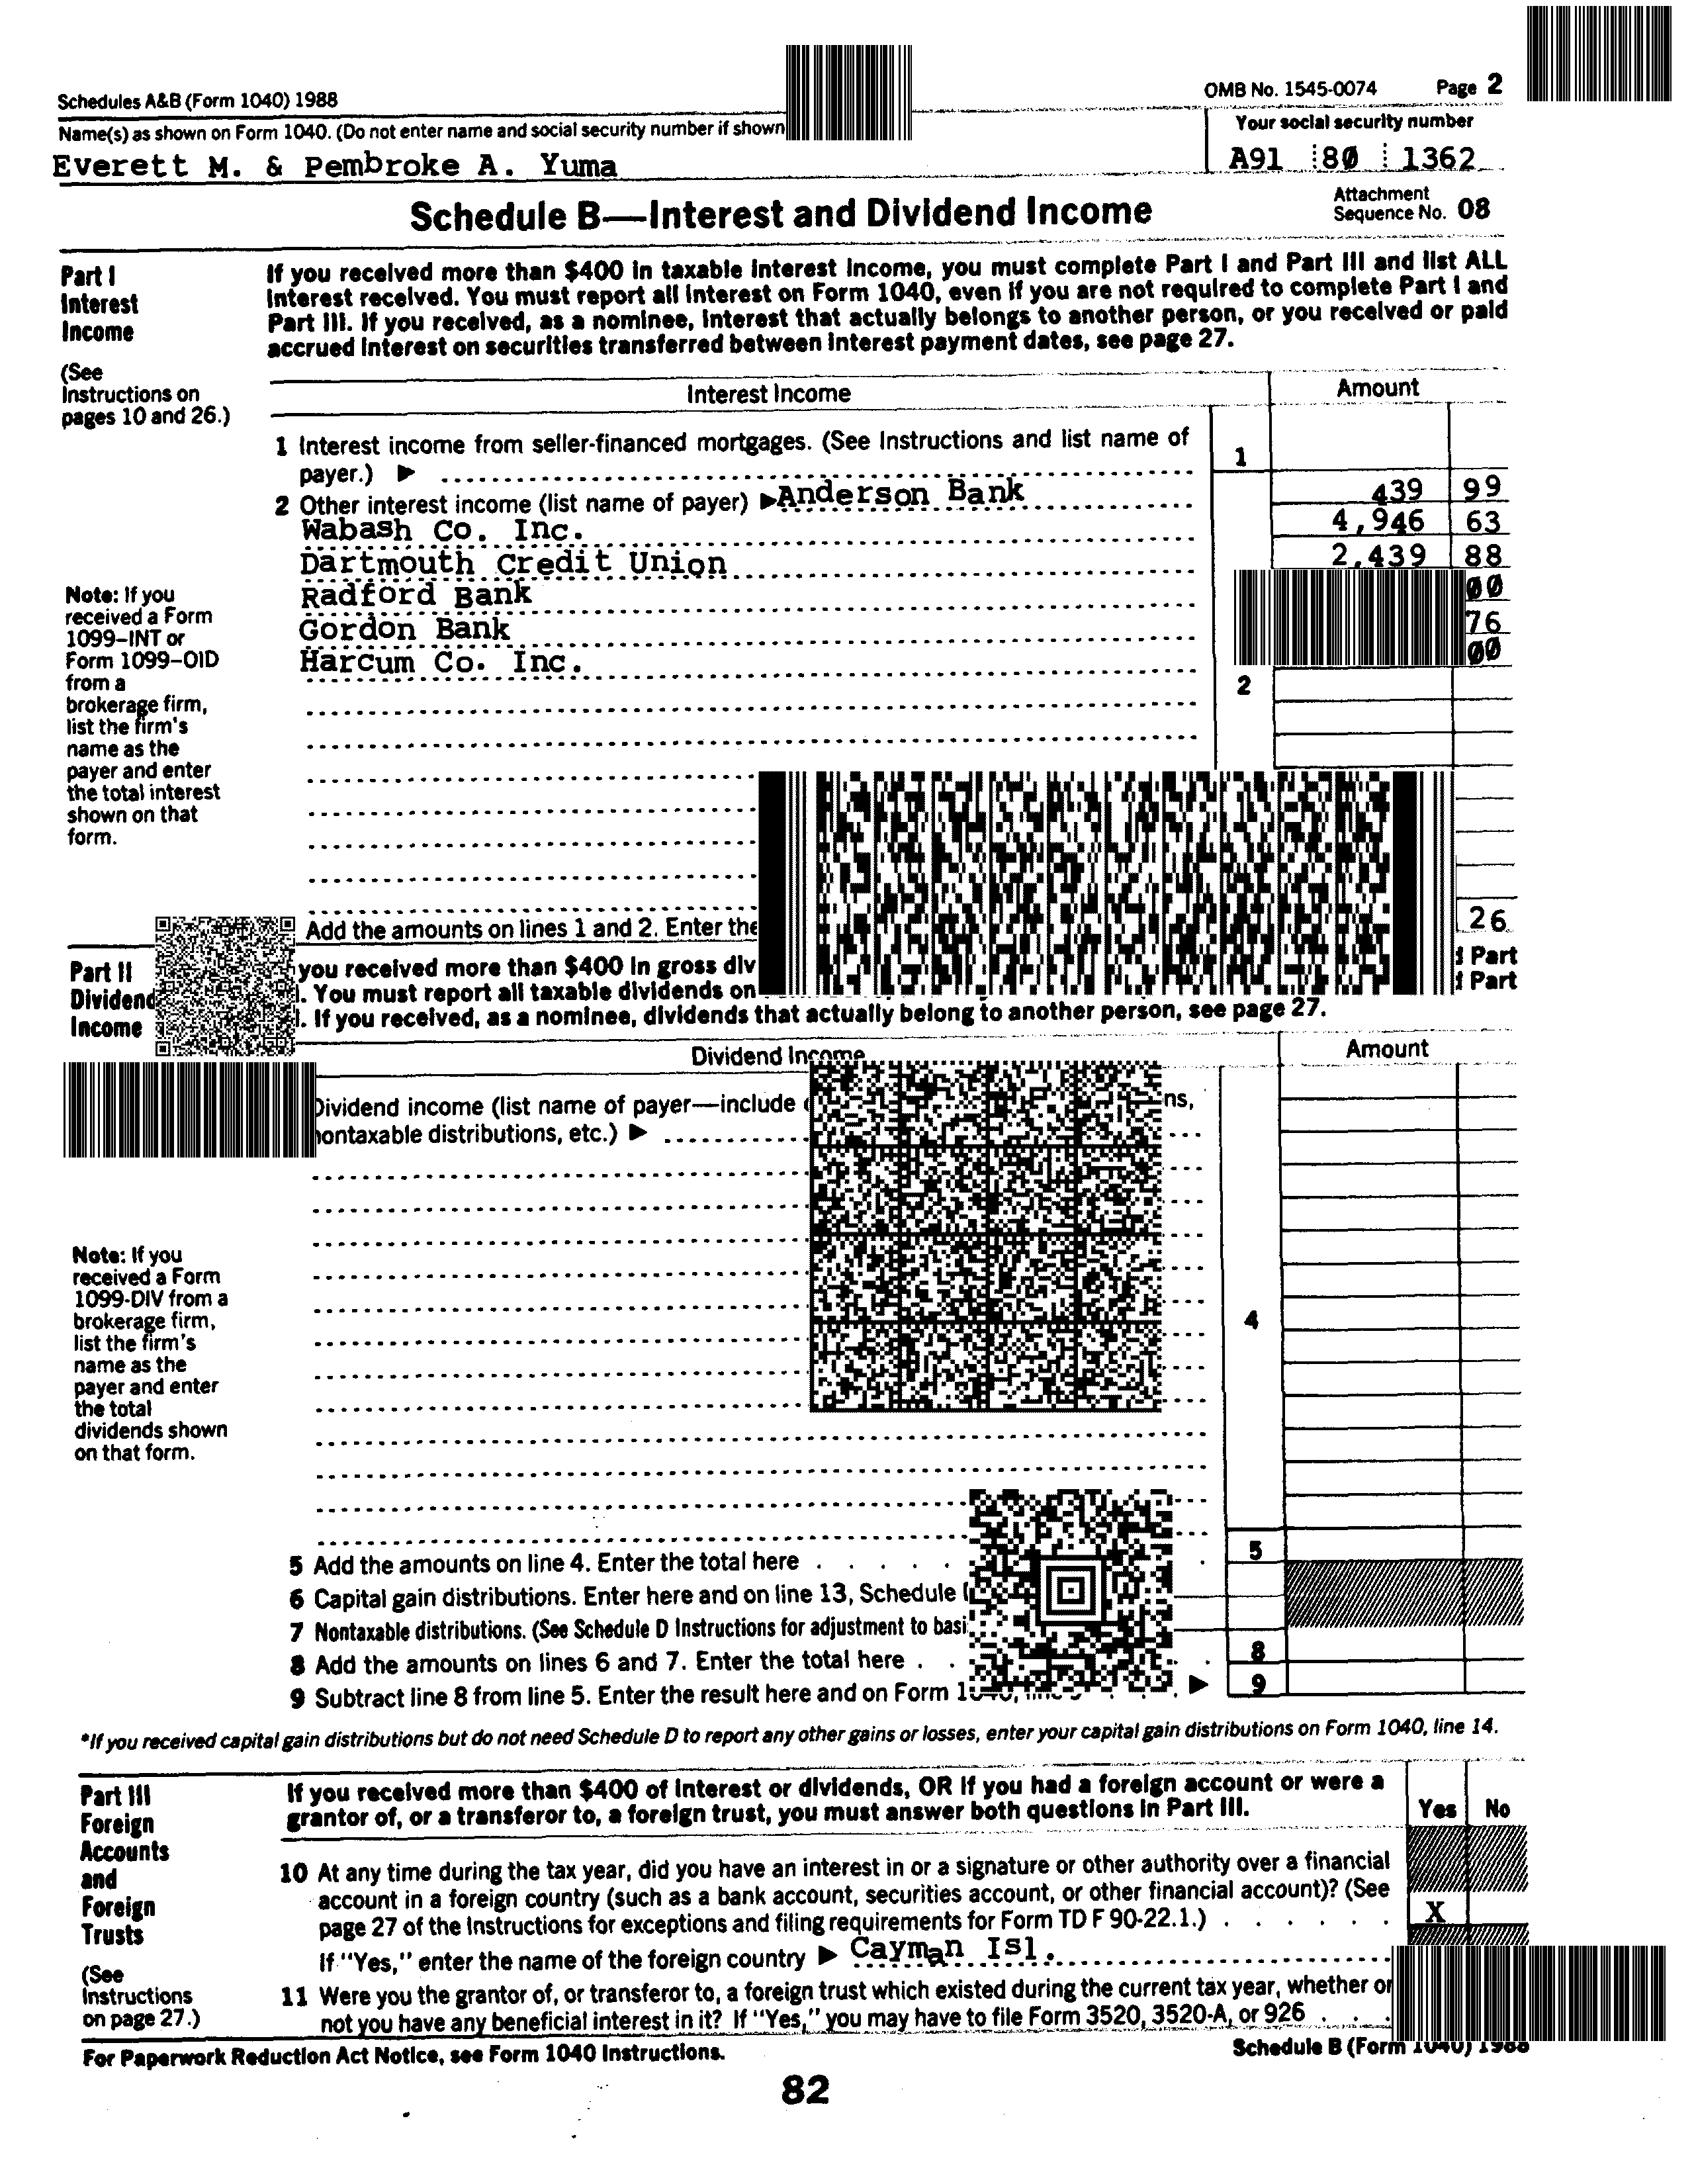 Schedules A&B (Form 1040) 1988
OMB No. 1545-0074 Page 2
Name(s) as shown on Form 1040. (Do not enter name and social security number if shown
Your social security number
Everett M. & Pembroke A. Yuma
A91 80 1362
Schedule B—Interest and Dividend Income
Attachment
Sequence No. 08
Part I
Interest
Income
(See
Instructions on
pages 10 and 26.)
If you received more than $400 in taxable interest income, you must complete Part I and Part III and list ALL
interest received. You must report all interest on Form 1040, even if you are not required to complete Part I and
Part III. If you received, as a nominee, interest that actually belongs to another person, or you received or paid
accrued interest on securities transferred between interest payment dates, see page 27.
Interest Income Amount
1 Interest income from seller-financed mortgages. (See Instructions and list name of
payer.) ▶ 1
2 Other interest income (list name of payer) ▶ Anderson Bank 439 99
Wabash Co. Inc. 4,946 63
Dartmouth Credit Union 2,439 88
Radford Bank 00
Gordon Bank 76
Harcum Co. Inc. 00
2
Note: If you
received a Form
1099–INT or
Form 1099–OID
from a
brokerage firm,
list the firm's
name as the
payer and enter
the total interest
shown on that
form.
Add the amounts on lines 1 and 2. Enter the 26
Part II
Dividend
Income
you received more than $400 in gross div Part
. You must report all taxable dividends on Part
. If you received, as a nominee, dividends that actually belong to another person, see page 27.
Dividend Income Amount
Dividend income (list name of payer—include
nontaxable distributions, etc.) ▶
4
Note: If you
received a Form
1099-DIV from a
brokerage firm,
list the firm's
name as the
payer and enter
the total
dividends shown
on that form.
5 Add the amounts on line 4. Enter the total here 5
6 Capital gain distributions. Enter here and on line 13, Schedule
7 Nontaxable distributions. (See Schedule D Instructions for adjustment to basi
8 Add the amounts on lines 6 and 7. Enter the total here 8
9 Subtract line 8 from line 5. Enter the result here and on Form ▶ 9
*If you received capital gain distributions but do not need Schedule D to report any other gains or losses, enter your capital gain distributions on Form 1040, line 14.
Part III
Foreign
Accounts
and
Foreign
Trusts
(See
Instructions
on page 27.)
If you received more than $400 of interest or dividends, OR if you had a foreign account or were a
grantor of, or a transferor to, a foreign trust, you must answer both questions in Part III.
Yes No
10 At any time during the tax year, did you have an interest in or a signature or other authority over a financial
account in a foreign country (such as a bank account, securities account, or other financial account)? (See
page 27 of the Instructions for exceptions and filing requirements for Form TD F 90-22.1.) X
If "Yes," enter the name of the foreign country ▶ Cayman Isl.
11 Were you the grantor of, or transferor to, a foreign trust which existed during the current tax year, whether or
not you have any beneficial interest in it? If "Yes," you may have to file Form 3520, 3520-A, or 926
For Paperwork Reduction Act Notice, see Form 1040 Instructions.
Schedule B (Form 1040) 1988
82